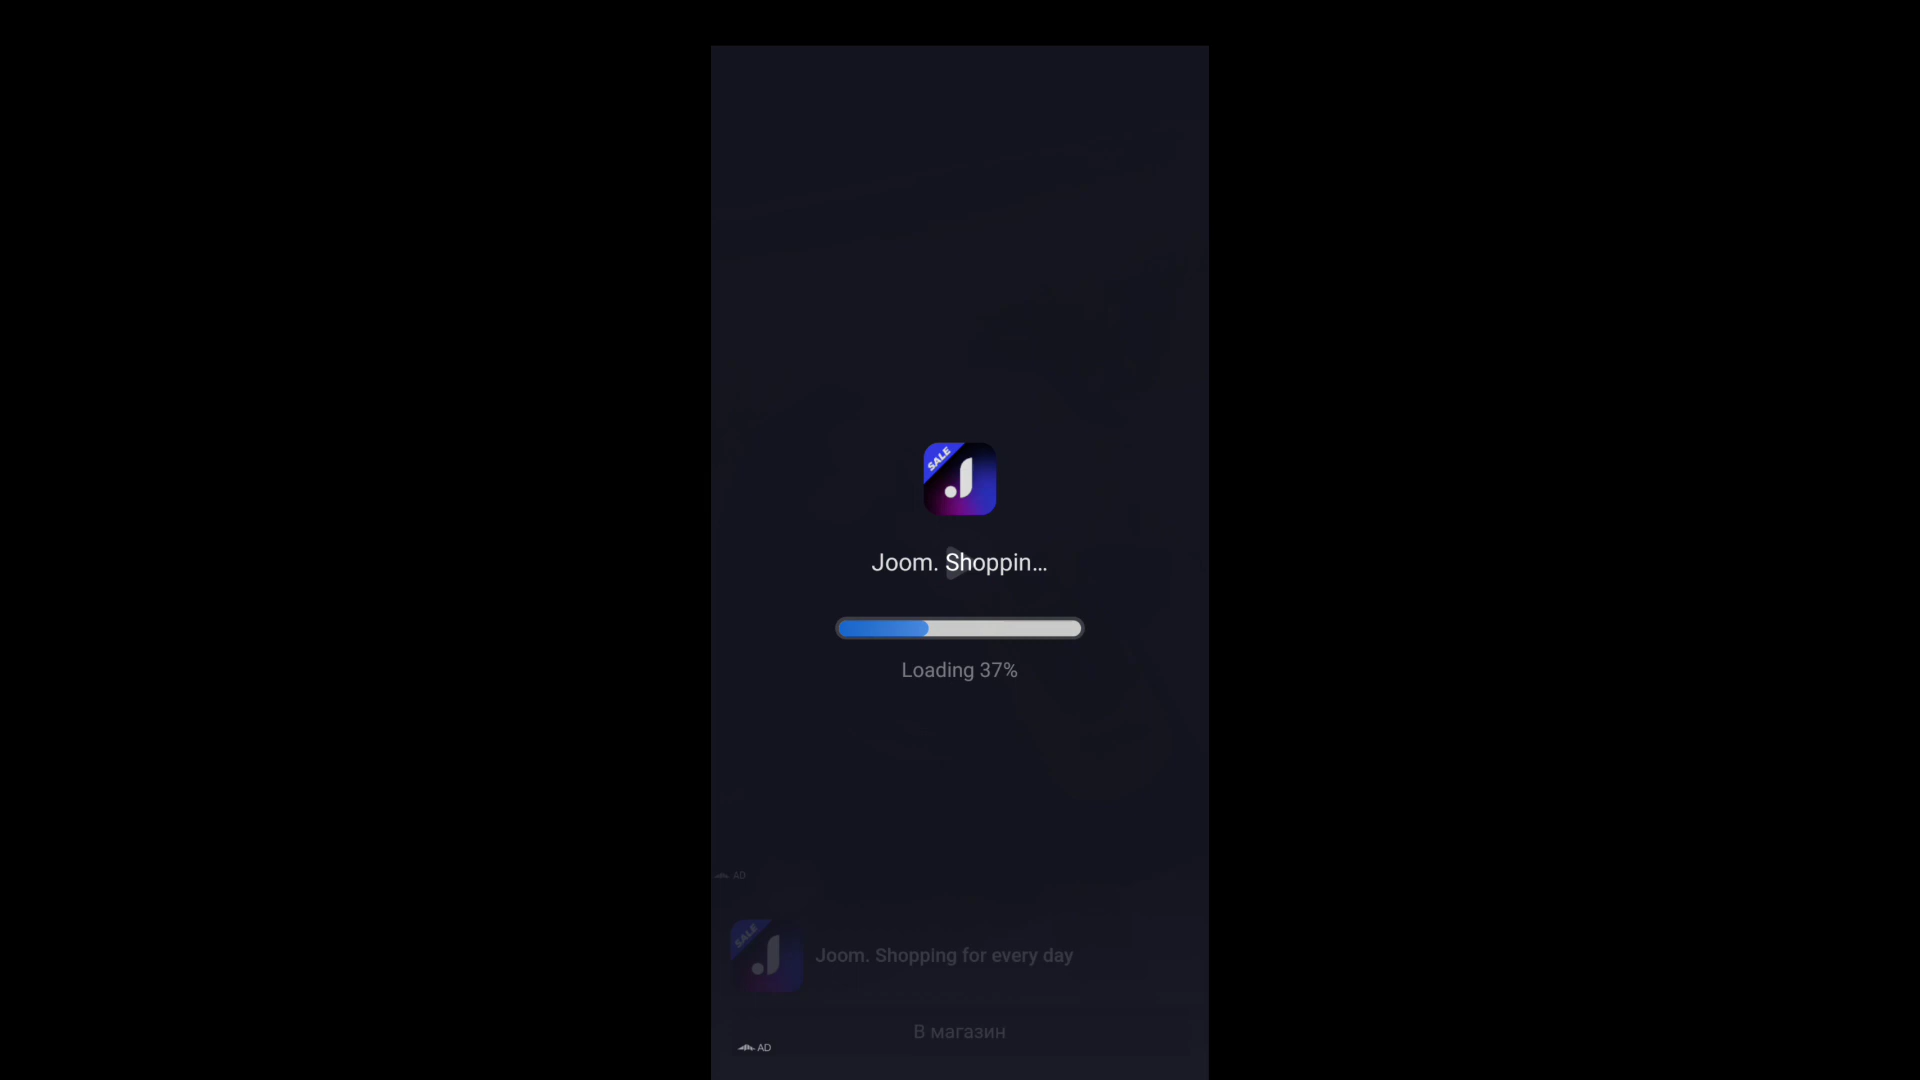 SALE
Joom. Shoppin...
Loading 37%
AD
SALE
Joom. Shopping for every day
В магазин
AD